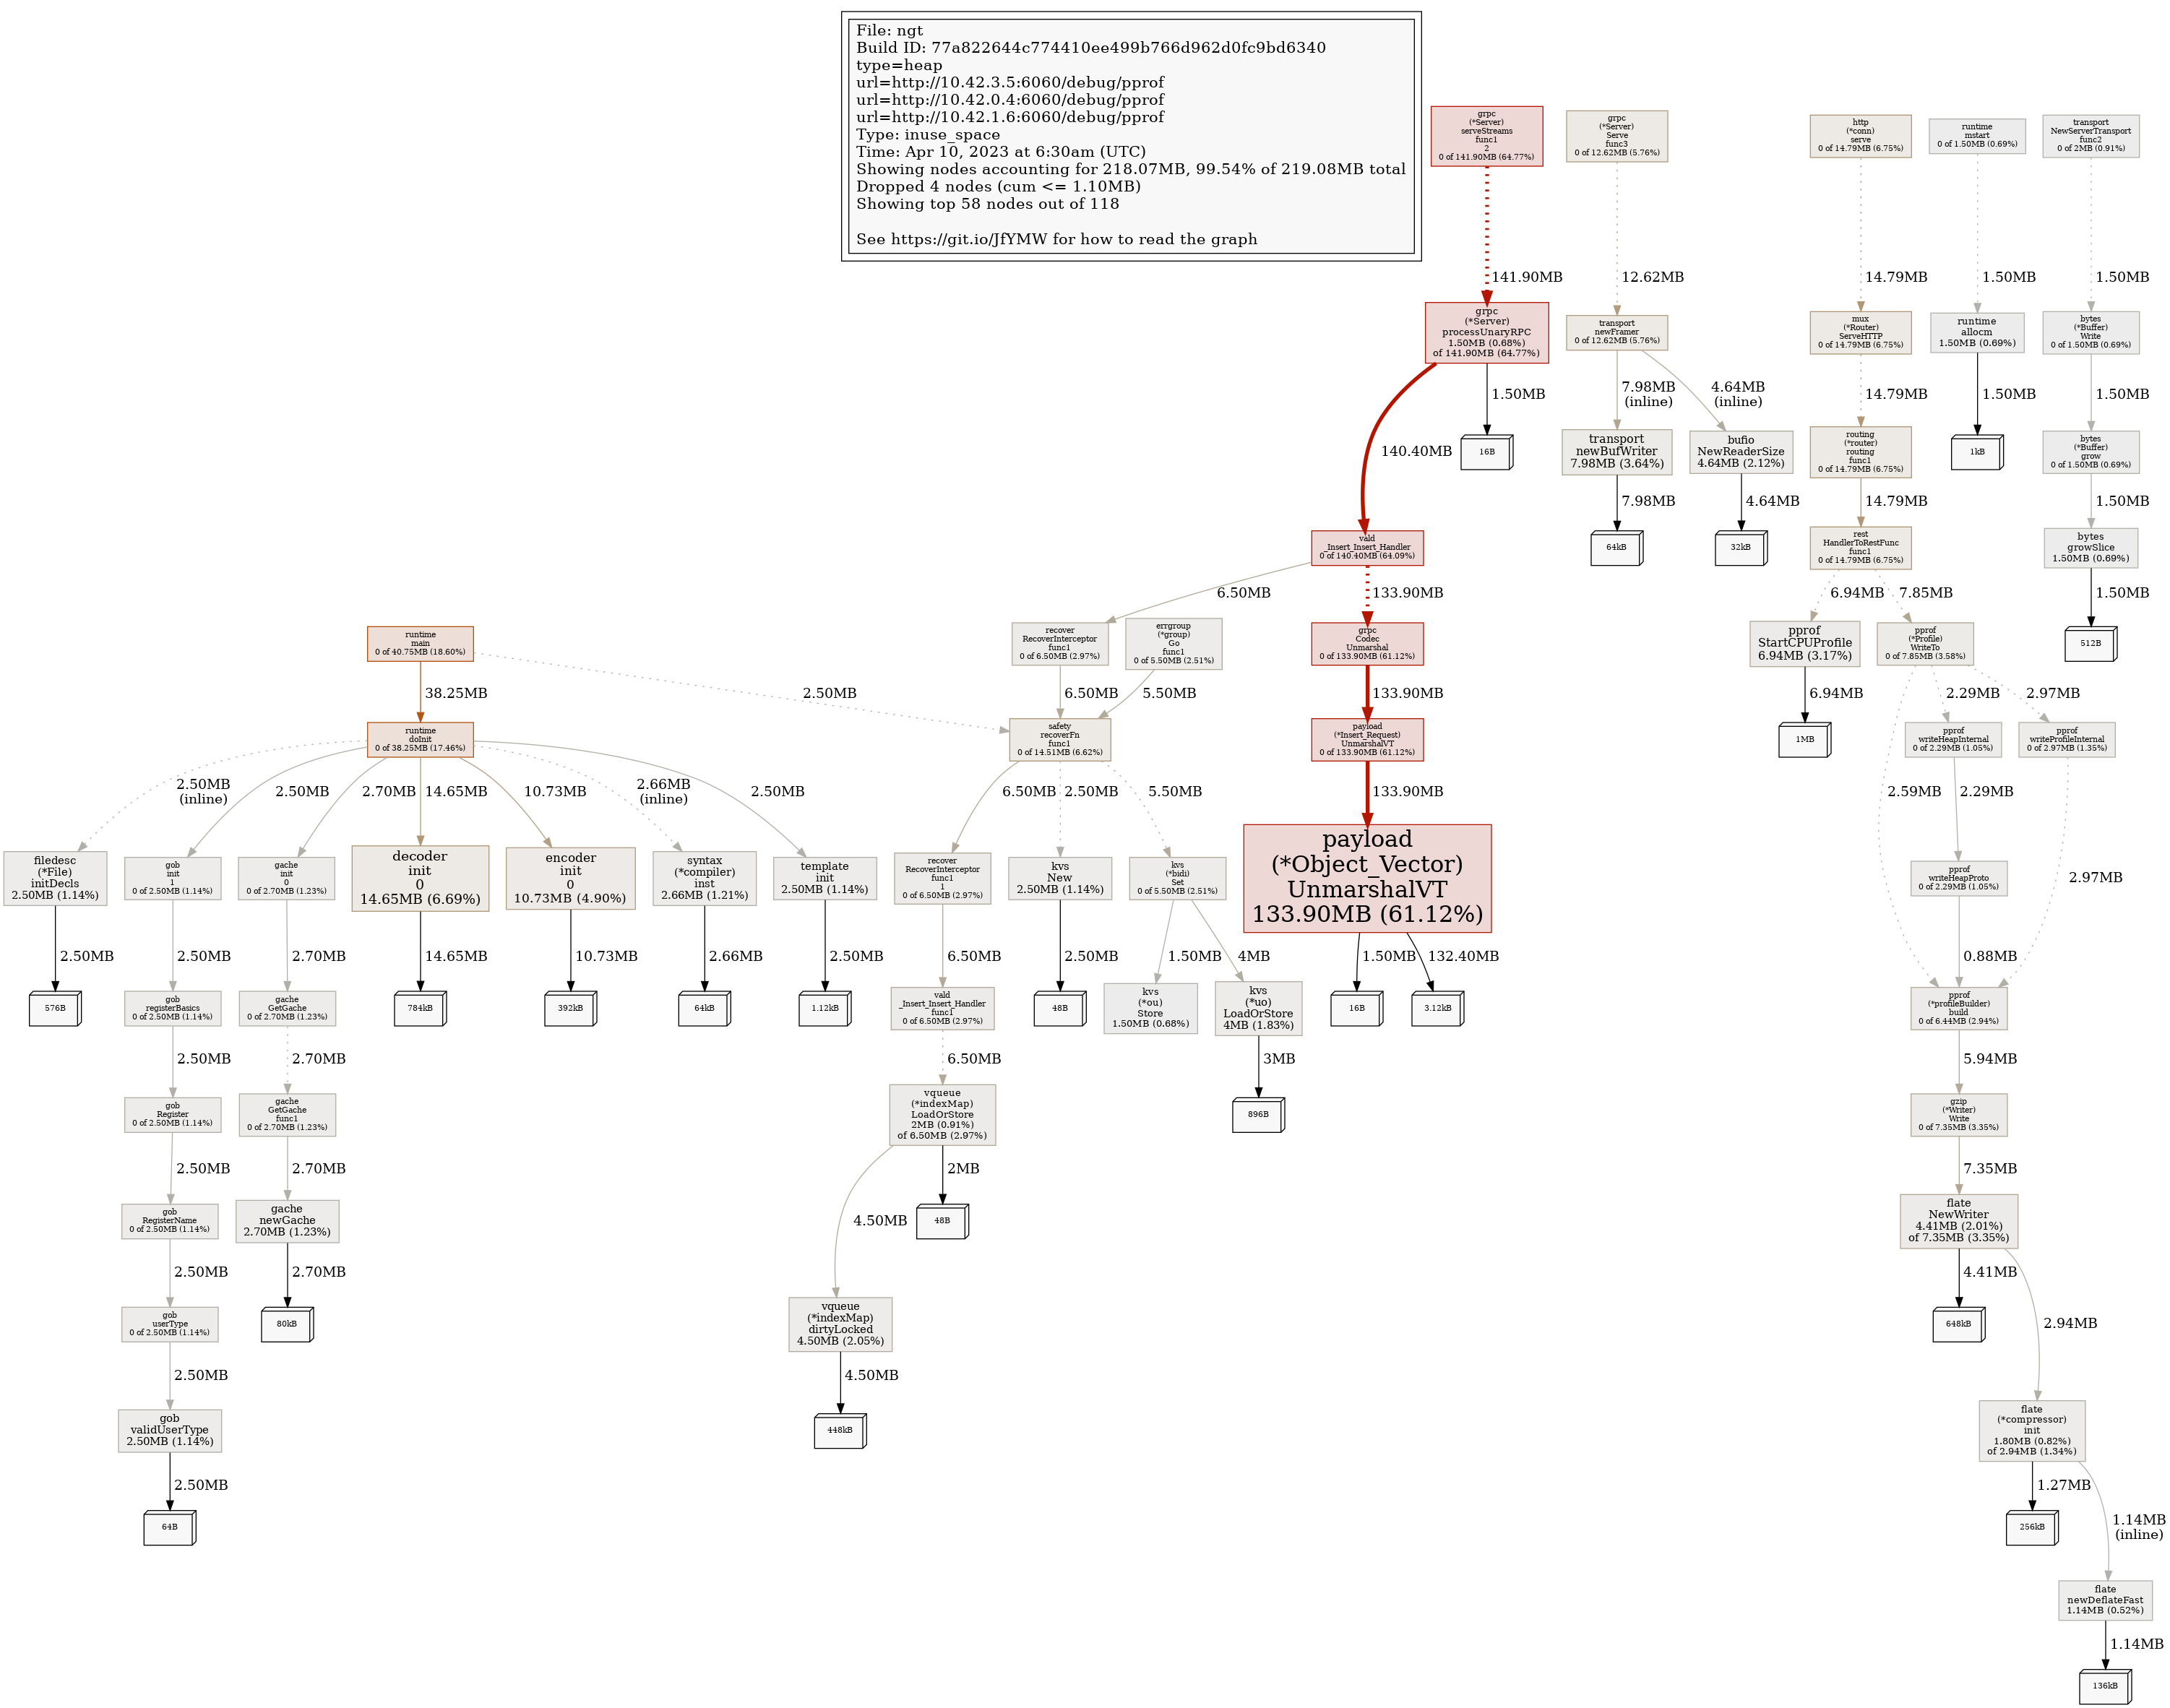 File: ngt
Build ID: 77a822644c774410ee499b766d962d0fc9bd6340
type=heap
url=http://10.42.3.5:6060/debug/pprof
url=http://10.42.0.4:6060/debug/pprof
url=http://10.42.1.6:6060/debug/pprof
Type: inuse_space
Time: Apr 10, 2023 at 6:30am (UTC)
Showing nodes accounting for 218.07MB, 99.54% of 219.08MB total
Dropped 4 nodes (cum <= 1.10MB)
Showing top 58 nodes out of 118
See https://git.io/JfYMW for how to read the graph
grpc
(*Server)
serveStreams
func1
2
0 of 141.90MB (64.77%)
grpc
(*Server)
Serve
func3
0 of 12.62MB (5.76%)
http
(*conn)
serve
0 of 14.79MB (6.75%)
runtime
mstart
0 of 1.50MB (0.69%)
transport
NewServerTransport
func2
0 of 2MB (0.91%)
141.90MB
12.62MB
14.79MB
1.50MB
1.50MB
grpc
(*Server)
processUnaryRPC
1.50MB (0.68%)
of 141.90MB (64.77%)
transport
newFramer
0 of 12.62MB (5.76%)
mux
(*Router)
ServeHTTP
0 of 14.79MB (6.75%)
runtime
allocm
1.50MB (0.69%)
bytes
(*Buffer)
Write
0 of 1.50MB (0.69%)
140.40MB
1.50MB
7.98MB
(inline)
4.64MB
(inline)
14.79MB
1.50MB
1.50MB
16B
transport
newBufWriter
7.98MB (3.64%)
bufio
NewReaderSize
4.64MB (2.12%)
routing
(*router)
routing
func1
0 of 14.79MB (6.75%)
1kB
bytes
(*Buffer)
grow
0 of 1.50MB (0.69%)
7.98MB
4.64MB
14.79MB
1.50MB
vald
_Insert_Insert_Handler
0 of 140.40MB (64.09%)
64kB
32kB
rest
HandlerToRestFunc
func1
0 of 14.79MB (6.75%)
bytes
growSlice
1.50MB (0.69%)
6.50MB
133.90MB
6.94MB
7.85MB
1.50MB
runtime
main
0 of 40.75MB (18.60%)
recover
RecoverInterceptor
func1
0 of 6.50MB (2.97%)
errgroup
(*group)
Go
func1
0 of 5.50MB (2.51%)
grpc
Codec
Unmarshal
0 of 133.90MB (61.12%)
pprof
StartCPUProfile
6.94MB (3.17%)
pprof
(*Profile)
WriteTo
0 of 7.85MB (3.58%)
512B
38.25MB
2.50MB
6.50MB
5.50MB
133.90MB
6.94MB
2.29MB
2.97MB
runtime
doInit
0 of 38.25MB (17.46%)
safety
recoverFn
func1
0 of 14.51MB (6.62%)
payload
(*Insert_Request)
UnmarshalVT
0 of 133.90MB (61.12%)
1MB
pprof
writeHeapInternal
0 of 2.29MB (1.05%)
pprof
writeProfileInternal
0 of 2.97MB (1.35%)
2.50MB
(inline)
2.50MB
2.70MB
14.65MB
10.73MB
2.66MB
(inline)
2.50MB
6.50MB
2.50MB
5.50MB
133.90MB
2.59MB
2.29MB
filedesc
(*File)
initDecls
2.50MB (1.14%)
gob
init
1
0 of 2.50MB (1.14%)
gache
init
0
0 of 2.70MB (1.23%)
decoder
init
0
14.65MB (6.69%)
encoder
init
0
10.73MB (4.90%)
syntax
(*compiler)
inst
2.66MB (1.21%)
template
init
2.50MB (1.14%)
recover
RecoverInterceptor
func1
1
0 of 6.50MB (2.97%)
kvs
New
2.50MB (1.14%)
kvs
(*bidi)
Set
0 of 5.50MB (2.51%)
payload
(*Object_Vector)
UnmarshalVT
133.90MB (61.12%)
pprof
writeHeapProto
0 of 2.29MB (1.05%)
2.97MB
2.50MB
2.50MB
2.70MB
14.65MB
10.73MB
2.66MB
2.50MB
6.50MB
2.50MB
1.50MB
4MB
1.50MB
132.40MB
0.88MB
576B
gob
registerBasics
0 of 2.50MB (1.14%)
gache
GetGache
0 of 2.70MB (1.23%)
784kB
392kB
64kB
1.12kB
vald
_Insert_Insert_Handler
func1
0 of 6.50MB (2.97%)
48B
kvs
(*ou)
Store
1.50MB (0.68%)
kvs
(*uo)
LoadOrStore
4MB (1.83%)
16B
3.12kB
pprof
(*profileBuilder)
build
0 of 6.44MB (2.94%)
2.50MB
2.70MB
6.50MB
3MB
5.94MB
gob
Register
0 of 2.50MB (1.14%)
gache
GetGache
func1
0 of 2.70MB (1.23%)
vqueue
(*indexMap)
LoadOrStore
2MB (0.91%)
of 6.50MB (2.97%)
896B
gzip
(*Writer)
Write
0 of 7.35MB (3.35%)
2.50MB
2.70MB
4.50MB
2MB
7.35MB
gob
RegisterName
0 of 2.50MB (1.14%)
gache
newGache
2.70MB (1.23%)
48B
flate
NewWriter
4.41MB (2.01%)
of 7.35MB (3.35%)
2.50MB
2.70MB
4.41MB
2.94MB
gob
userType
0 of 2.50MB (1.14%)
80kB
vqueue
(*indexMap)
dirtyLocked
4.50MB (2.05%)
648kB
2.50MB
4.50MB
gob
validUserType
2.50MB (1.14%)
448kB
flate
(*compressor)
init
1.80MB (0.82%)
of 2.94MB (1.34%)
2.50MB
1.27MB
1.14MB
(inline)
64B
256kB
flate
newDeflateFast
1.14MB (0.52%)
1.14MB
136kB